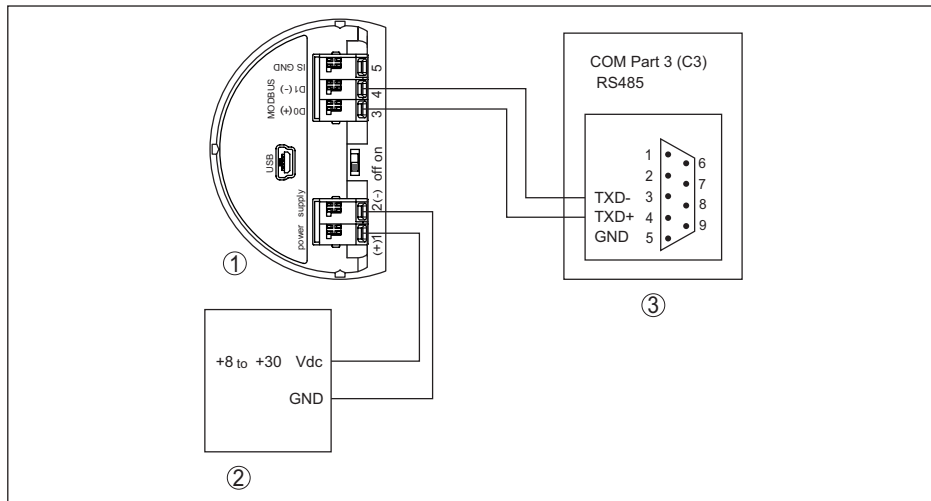 IS GND
D1 (-)
D0 (+)
MODBUS
USB
power supply
5
4
3
off on
2 (-)
(+) 1
1
COM Part 3 (C3)
RS485
1
2
TXD- 3
TXD+ 4
GND 5
6
7
8
9
3
+8 to +30 Vdc
GND
2